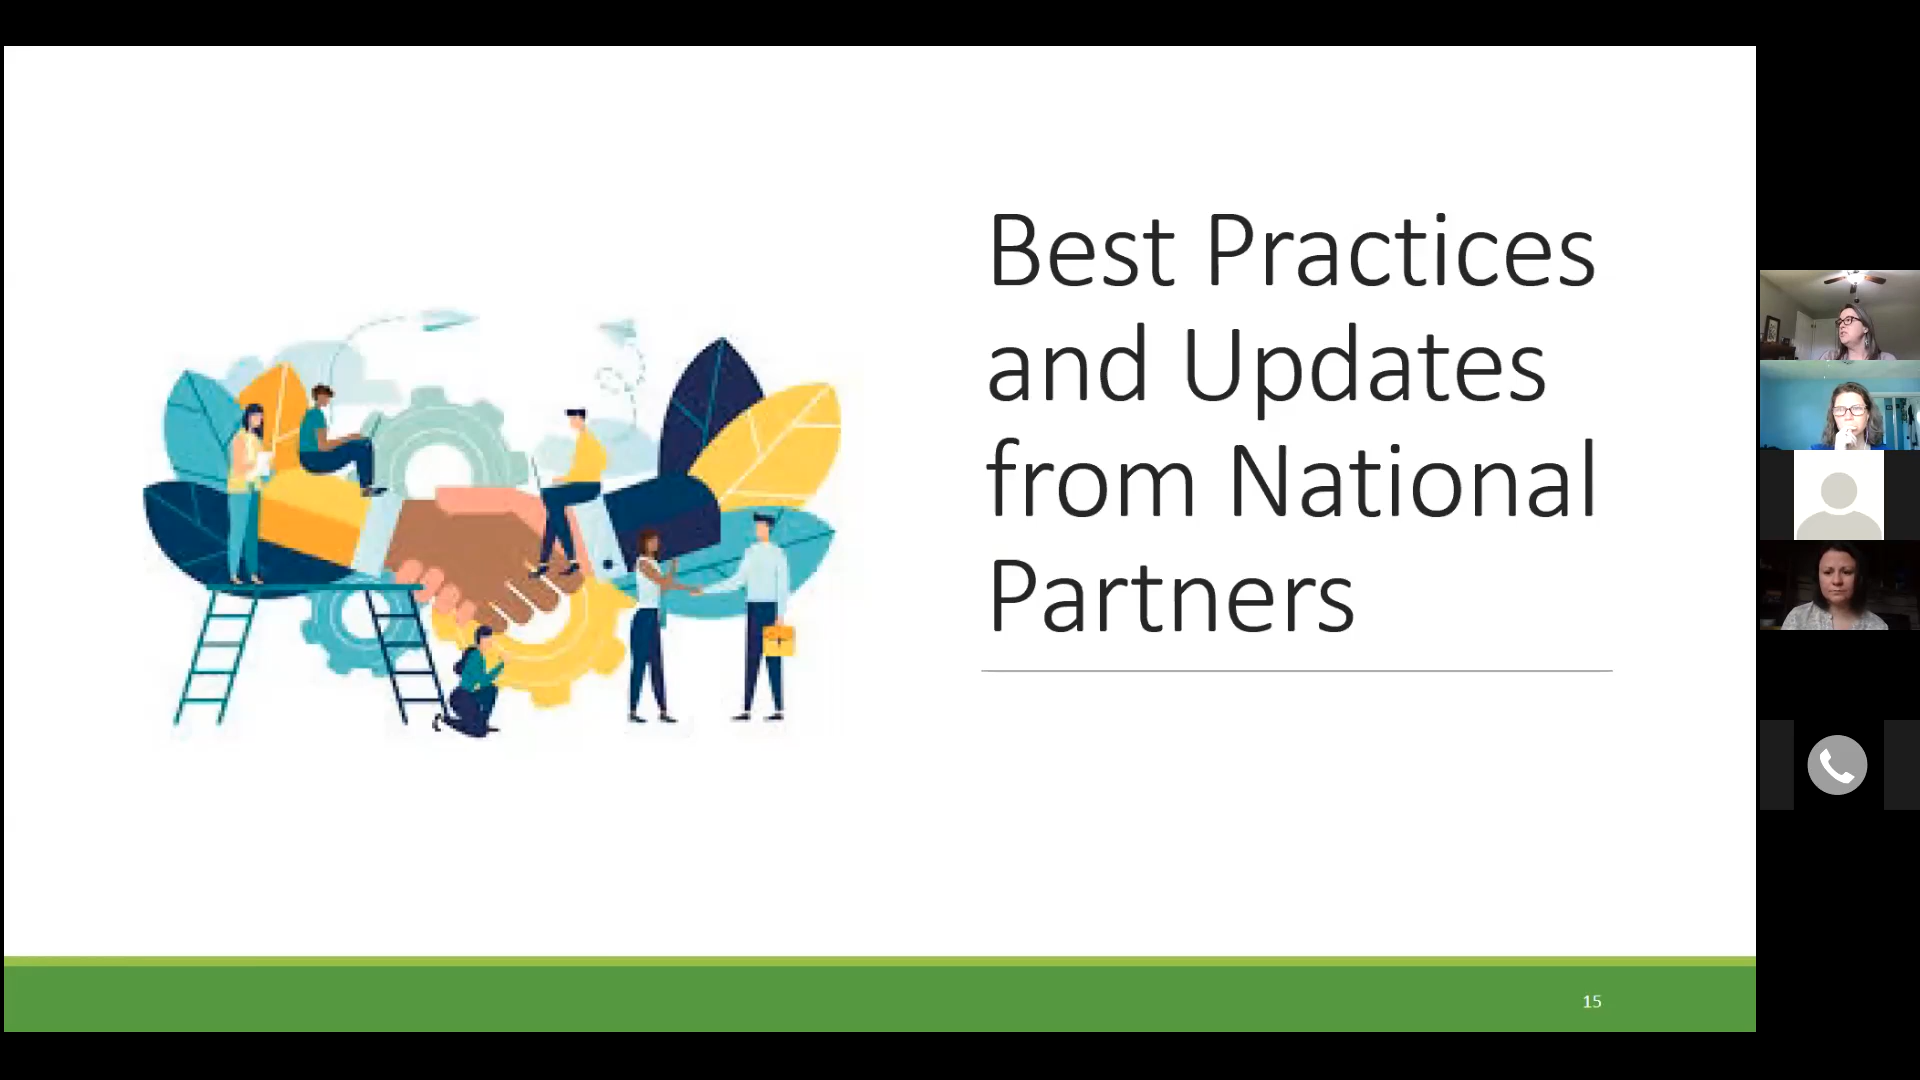 Best Practices
and Updates
from National
Partners
15